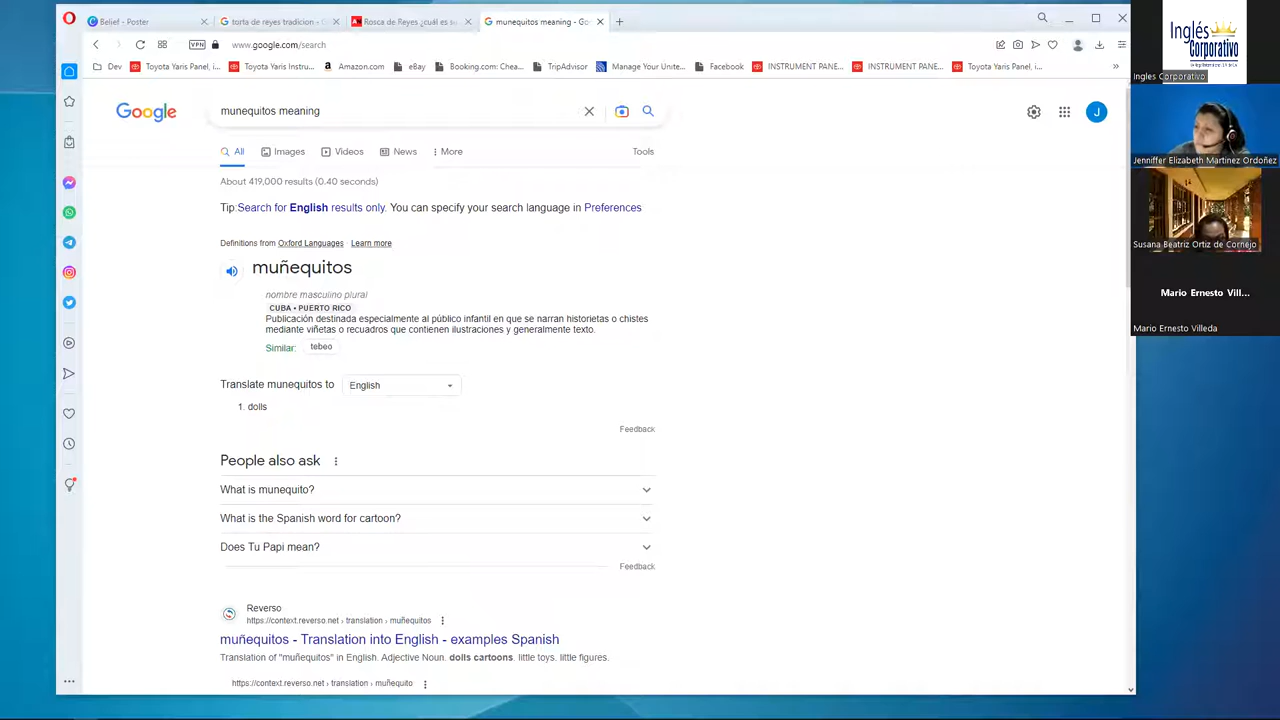 Belief - Poster
torta de reyes tradicion - G
Rosca de Reyes ¿cuál es su
munequitos meaning - Go
VPN
www.google.com/search
Dev
Toyota Yaris Panel, i...
Toyota Yaris Instru...
Amazon.com
eBay
Booking.com: Chea...
TripAdvisor
Manage Your Unite...
Facebook
INSTRUMENT PANE...
INSTRUMENT PANE...
Toyota Yaris Panel, i...
»
Google
munequitos meaning
J
All
Images
Videos
News
More
Tools
About 419,000 results (0.40 seconds)
Tip:Search for English results only. You can specify your search language in Preferences
Definitions from Oxford Languages · Learn more
muñequitos
nombre masculino plural
CUBA • PUERTO RICO
Publicación destinada especialmente al público infantil en que se narran historietas o chistes
mediante viñetas o recuadros que contienen ilustraciones y generalmente texto.
Similar: tebeo
Translate munequitos to English
1. dolls
Feedback
People also ask
What is munequito?
What is the Spanish word for cartoon?
Does Tu Papi mean?
Feedback
Reverso
https://context.reverso.net › translation › muñequitos
muñequitos - Translation into English - examples Spanish
Translation of "muñequitos" in English. Adjective Noun. dolls cartoons. little toys. little figures.
https://context.reverso.net › translation › muñequito
Inglés
Corporativo
Ingles Corporativo
Jenniffer Elizabeth Martinez Ordoñez
Susana Beatriz Ortiz de Cornejo
Mario Ernesto Vill...
Mario Ernesto Villeda